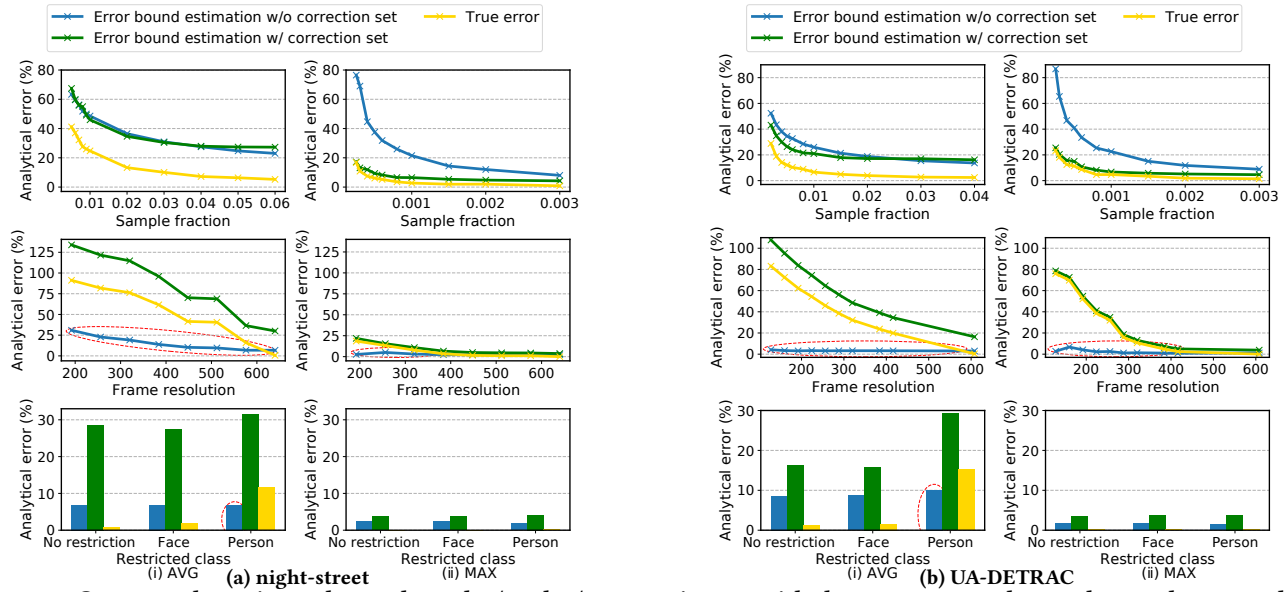 Error bound estimation w/o correction set
True error
Error bound estimation w/ correction set
Error bound estimation w/o correction set
True error
Error bound estimation w/ correction set
Analytical error (%)
80
60
40
20
0
0.01 0.02 0.03 0.04 0.05 0.06
Sample fraction
Analytical error (%)
80
60
40
20
0
0.001 0.002 0.003
Sample fraction
Analytical error (%)
80
60
40
20
0
0.01 0.02 0.03 0.04
Sample fraction
Analytical error (%)
80
60
40
20
0
0.001 0.002 0.003
Sample fraction
Analytical error (%)
125
100
75
50
25
0
200 300 400 500 600
Frame resolution
Analytical error (%)
125
100
75
50
25
0
200 300 400 500 600
Frame resolution
Analytical error (%)
100
80
60
40
20
0
200 300 400 500 600
Frame resolution
Analytical error (%)
100
80
60
40
20
0
200 300 400 500 600
Frame resolution
Analytical error (%)
30
20
10
0
No restriction Face Person
Restricted class
(i) AVG
Analytical error (%)
30
20
10
0
No restriction Face Person
Restricted class
(ii) MAX
Analytical error (%)
30
20
10
0
No restriction Face Person
Restricted class
(i) AVG
Analytical error (%)
30
20
10
0
No restriction Face Person
Restricted class
(ii) MAX
(a) night-street
(b) UA-DETRAC